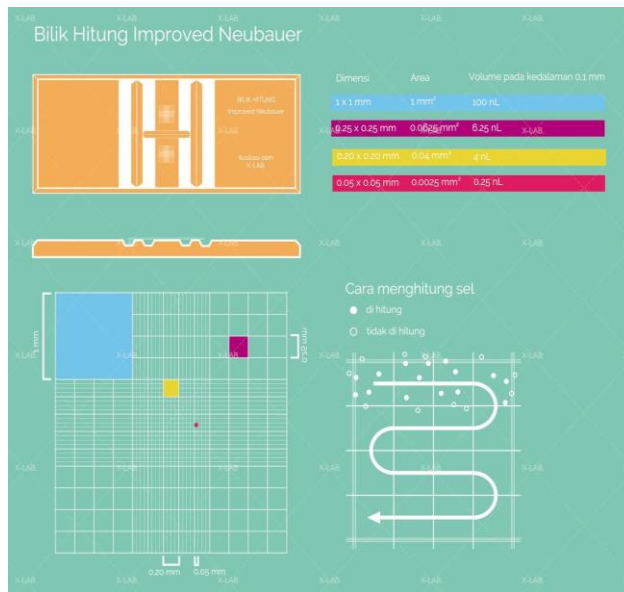 Bilik Hitung Improved Neubauer
BILIK HITUNG
Improved Neubauer
Ilustrasi oleh
X-LAB
Dimensi Area Volume pada kedalaman 0,1 mm
1 x 1 mm 1 mm² 100 nL
0.25 x 0.25 mm 0.0625 mm² 6.25 nL
0.20 x 0.20 mm 0.04 mm² 4 nL
0.05 x 0.05 mm 0.0025 mm² 0.25 nL
1 mm
0.25 mm
0.20 mm
0.05 mm
Cara menghitung sel
di hitung
tidak di hitung
X-LAB